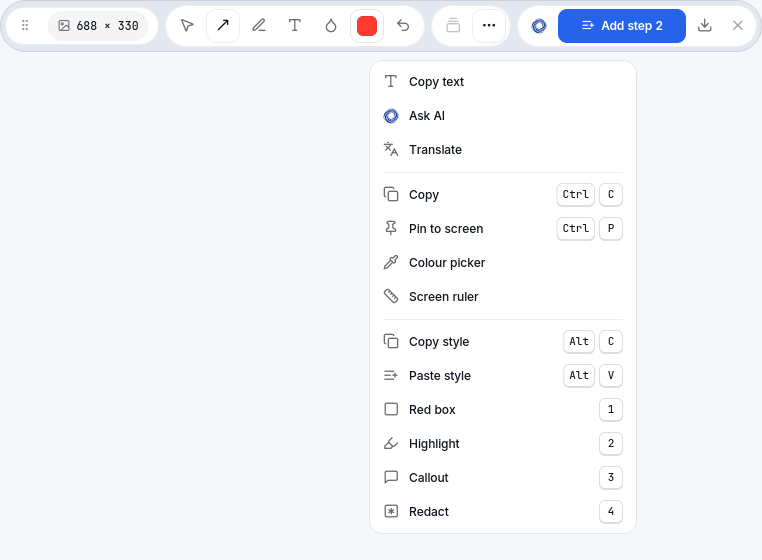 688 × 330
Add step 2
Copy text
Ask AI
Translate
Copy Ctrl C
Pin to screen Ctrl P
Colour picker
Screen ruler
Copy style Alt C
Paste style Alt V
Red box 1
Highlight 2
Callout 3
Redact 4